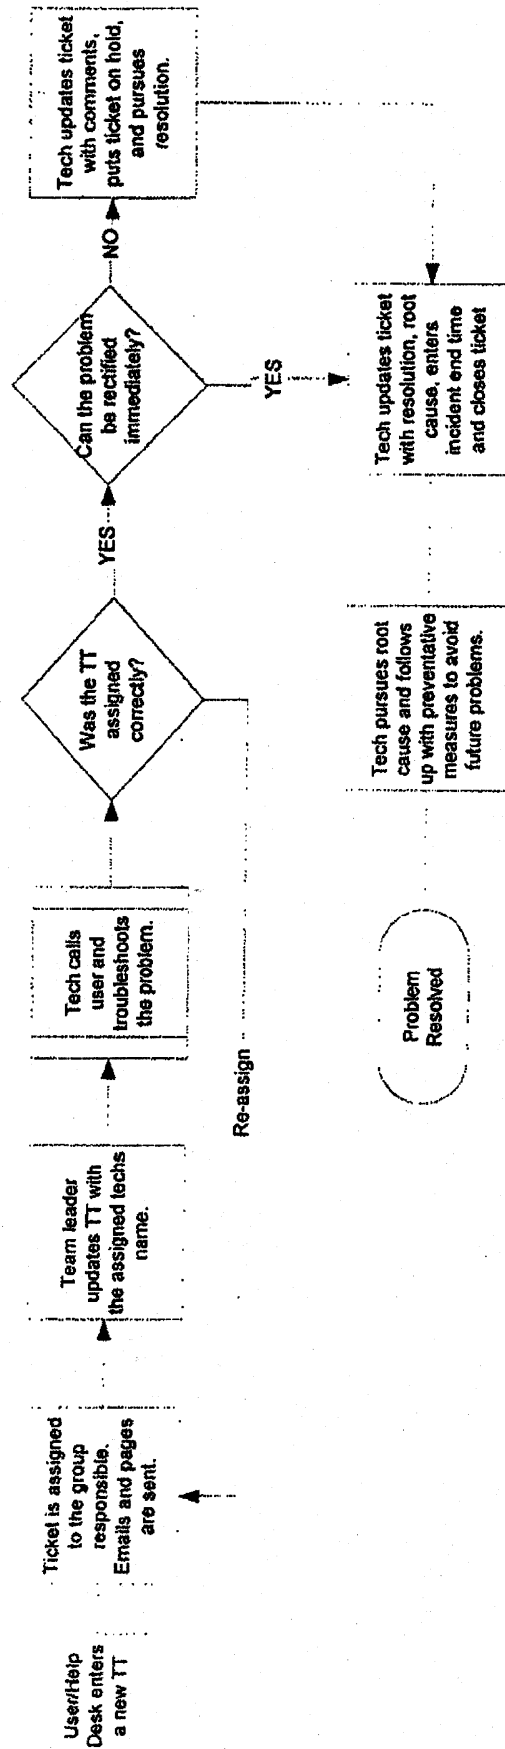 User/Help
Desk enters
a new TT
Ticket is assigned
to the group
responsible.
Emails and pages
are sent.
Team leader
updates TT with
the assigned techs
name.
Tech calls
user and
troubleshoots
the problem.
Was the TT
assigned
correctly?
YES
Can the problem
be rectified
immediately?
NO
Tech updates ticket
with comments,
puts ticket on hold,
and pursues
resolution.
Re-assign
YES
Problem
Resolved
Tech pursues root
cause and follows
up with preventative
measures to avoid
future problems.
Tech updates ticket
with resolution, root
cause, enters
incident end time
and closes ticket